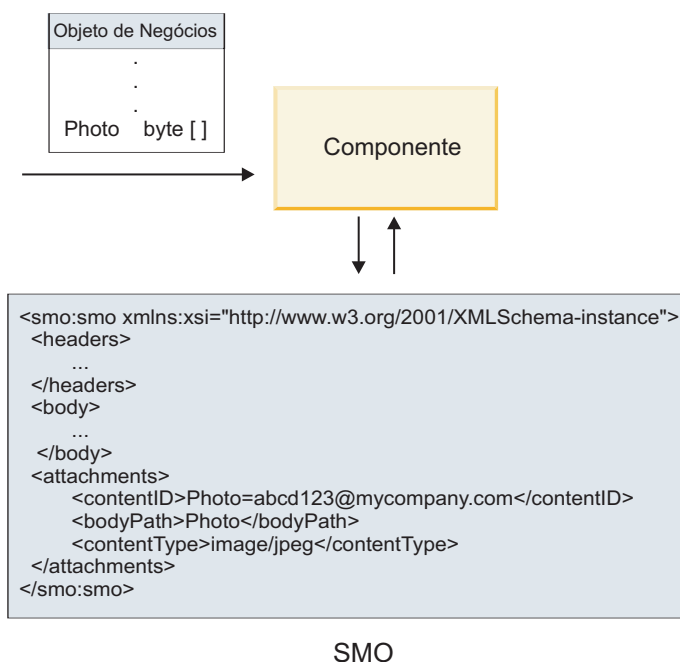 Objeto de Negócios
.
.
.
Photo byte [ ]
Componente
<smo:smo xmlns:xsi="http://www.w3.org/2001/XMLSchema-instance">
<headers>
...
</headers>
<body>
...
</body>
<attachments>
<contentID>Photo=abcd123@mycompany.com</contentID>
<bodyPath>Photo</bodyPath>
<contentType>image/jpeg</contentType>
</attachments>
</smo:smo>
SMO